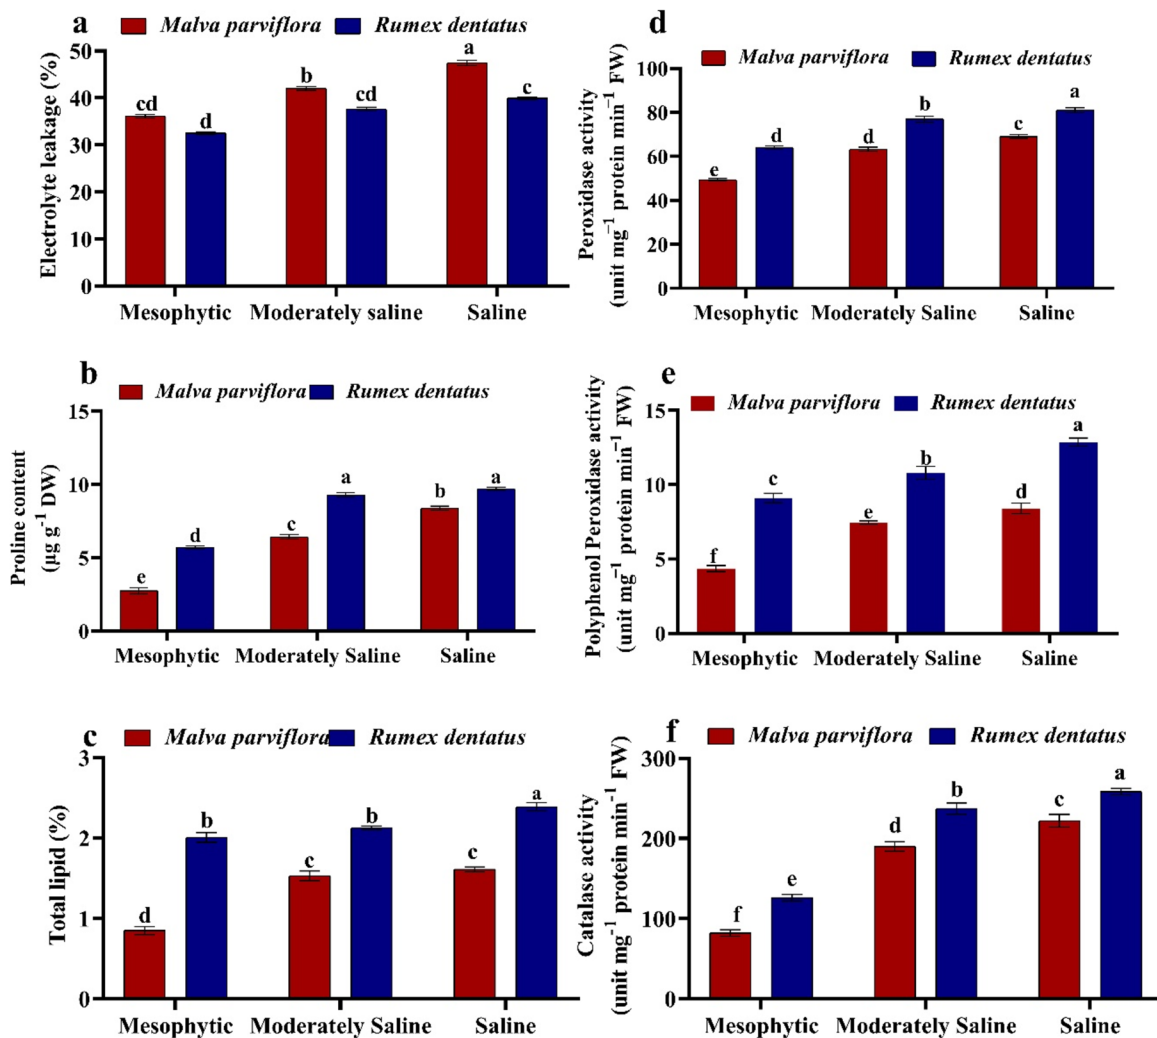 a
Malva parviflora Rumex dentatus
Electrolyte leakage (%)
50
40
30
20
10
0
cd d b cd a c
Mesophytic Moderately saline Saline
d
Malva parviflora Rumex dentatus
Peroxidase activity
(unit mg⁻¹ protein min⁻¹ FW)
100
80
60
40
20
0
e d d b c a
Mesophytic Moderately Saline Saline
b
Malva parviflora Rumex dentatus
Proline content
(µg g⁻¹ DW)
15
10
5
0
e d c a b a
Mesophytic Moderately Saline Saline
e
Malva parviflora Rumex dentatus
Polyphenol Peroxidase activity
(unit mg⁻¹ protein min⁻¹ FW)
15
10
5
0
f c e b d a
Mesophytic Moderately Saline Saline
c
Malva parviflora Rumex dentatus
Total lipid (%)
3
2
1
0
d b c b c a
Mesophytic Moderately Saline Saline
f
Malva parviflora Rumex dentatus
Catalase activity
(unit mg⁻¹ protein min⁻¹ FW)
300
200
100
0
f e d b c a
Mesophytic Moderately Saline Saline